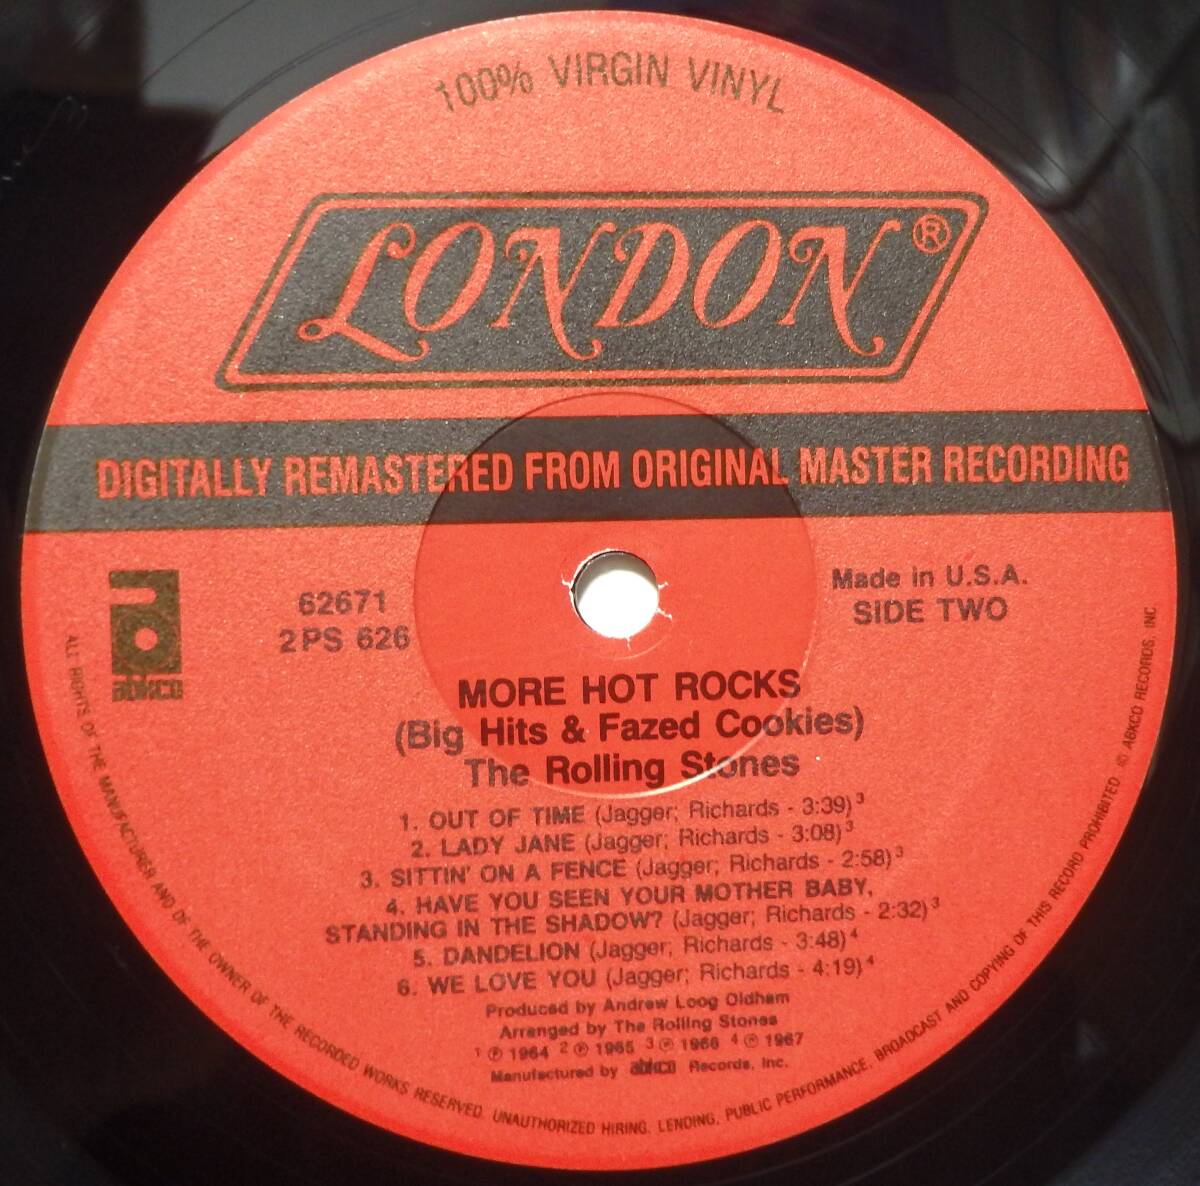 100% VIRGIN VINYL
LONDON®
DIGITALLY REMASTERED FROM ORIGINAL MASTER RECORDING
abkco
62671
2 PS 626
Made in U.S.A.
SIDE TWO
MORE HOT ROCKS
(Big Hits & Fazed Cookies)
The Rolling Stones
1. OUT OF TIME (Jagger; Richards - 3:39)³
2. LADY JANE (Jagger; Richards - 3:08)³
3. SITTIN' ON A FENCE (Jagger; Richards - 2:58)³
4. HAVE YOU SEEN YOUR MOTHER BABY,
STANDING IN THE SHADOW? (Jagger; Richards - 2:32)³
5. DANDELION (Jagger; Richards - 3:48)⁴
6. WE LOVE YOU (Jagger; Richards - 4:19)⁴
Produced by Andrew Loog Oldham
Arranged by The Rolling Stones
¹ ℗ 1964 ² ℗ 1965 ³ ℗ 1966 ⁴ ℗ 1967
Manufactured by abkco Records, Inc.
ALL RIGHTS OF THE MANUFACTURER AND OF THE OWNER OF THE RECORDED WORKS RESERVED. UNAUTHORIZED HIRING, LENDING, PUBLIC PERFORMANCE, BROADCAST AND COPYING OF THIS RECORD PROHIBITED © ABKCO RECORDS, INC